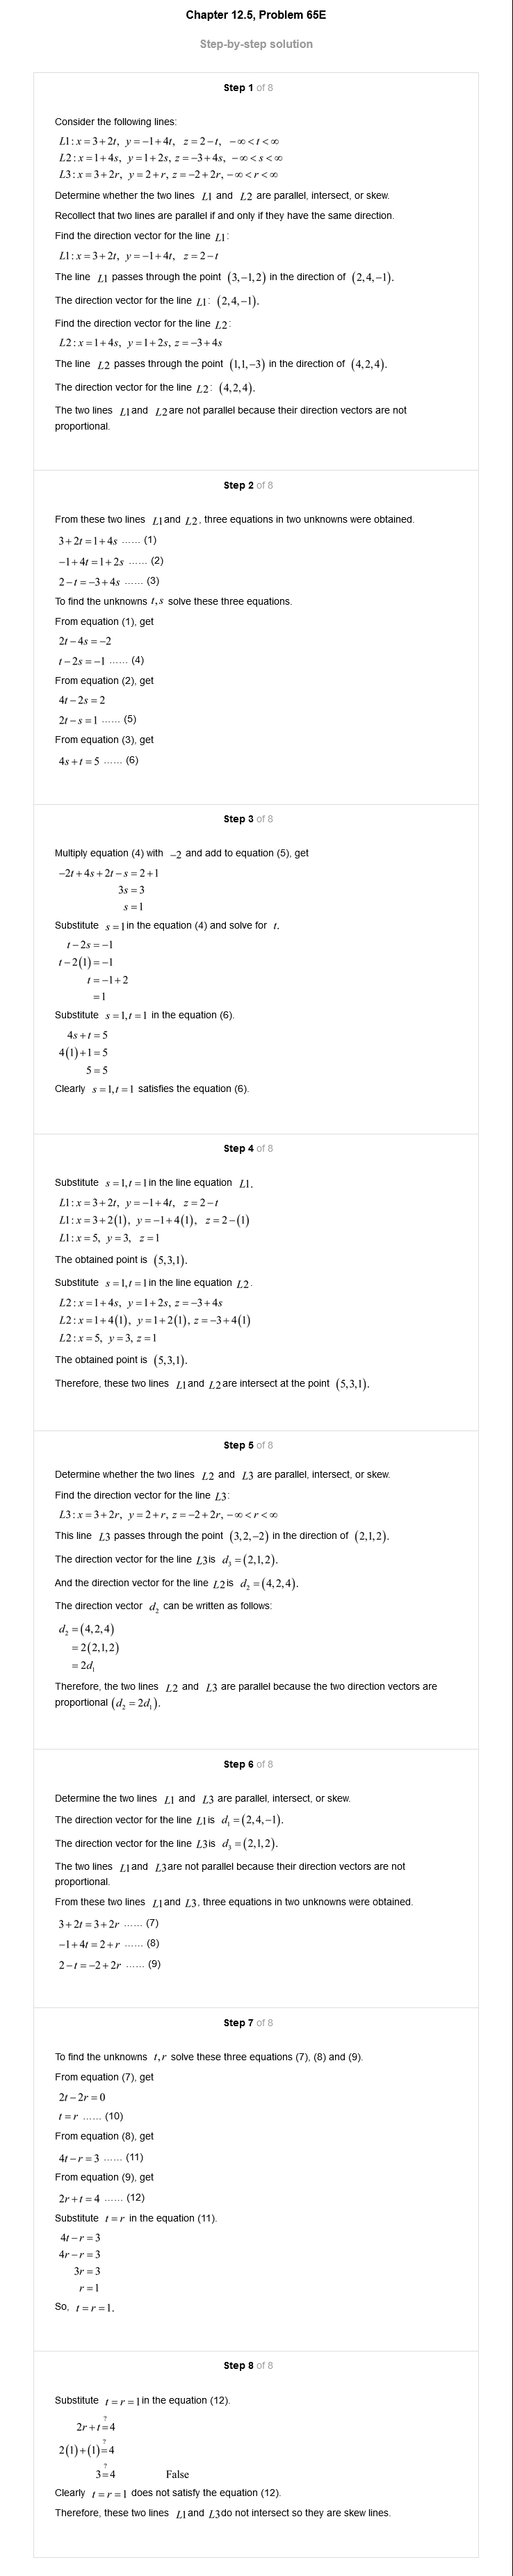 Chapter 12.5, Problem 65E
Step-by-step solution
Step 1 of 8
Consider the following lines:
L1: x = 3+2t, y = −1+4t, z = 2−t, −∞ < t < ∞
L2: x = 1+4s, y = 1+2s, z = −3+4s, −∞ < s < ∞
L3: x = 3+2r, y = 2+r, z = −2+2r, −∞ < r < ∞
Determine whether the two lines L1 and L2 are parallel, intersect, or skew.
Recollect that two lines are parallel if and only if they have the same direction.
Find the direction vector for the line L1:
L1: x = 3+2t, y = −1+4t, z = 2−t
The line L1 passes through the point (3,−1,2) in the direction of (2,4,−1).
The direction vector for the line L1: (2,4,−1).
Find the direction vector for the line L2:
L2: x = 1+4s, y = 1+2s, z = −3+4s
The line L2 passes through the point (1,1,−3) in the direction of (4,2,4).
The direction vector for the line L2: (4,2,4).
The two lines L1 and L2 are not parallel because their direction vectors are not
proportional.
Step 2 of 8
From these two lines L1 and L2, three equations in two unknowns were obtained.
3+2t = 1+4s ...... (1)
−1+4t = 1+2s ...... (2)
2−t = −3+4s ...... (3)
To find the unknowns t,s solve these three equations.
From equation (1), get
2t−4s = −2
t−2s = −1 ...... (4)
From equation (2), get
4t−2s = 2
2t−s = 1 ...... (5)
From equation (3), get
4s+t = 5 ...... (6)
Step 3 of 8
Multiply equation (4) with −2 and add to equation (5), get
−2t+4s+2t−s = 2+1
3s = 3
s = 1
Substitute s = 1 in the equation (4) and solve for t.
t−2s = −1
t−2(1) = −1
t = −1+2
= 1
Substitute s = 1, t = 1 in the equation (6).
4s+t = 5
4(1)+1 = 5
5 = 5
Clearly s = 1, t = 1 satisfies the equation (6).
Step 4 of 8
Substitute s = 1, t = 1 in the line equation L1.
L1: x = 3+2t, y = −1+4t, z = 2−t
L1: x = 3+2(1), y = −1+4(1), z = 2−(1)
L1: x = 5, y = 3, z = 1
The obtained point is (5,3,1).
Substitute s = 1, t = 1 in the line equation L2.
L2: x = 1+4s, y = 1+2s, z = −3+4s
L2: x = 1+4(1), y = 1+2(1), z = −3+4(1)
L2: x = 5, y = 3, z = 1
The obtained point is (5,3,1).
Therefore, these two lines L1 and L2 are intersect at the point (5,3,1).
Step 5 of 8
Determine whether the two lines L2 and L3 are parallel, intersect, or skew.
Find the direction vector for the line L3:
L3: x = 3+2r, y = 2+r, z = −2+2r, −∞ < r < ∞
This line L3 passes through the point (3,2,−2) in the direction of (2,1,2).
The direction vector for the line L3 is d₃ = (2,1,2).
And the direction vector for the line L2 is d₂ = (4,2,4).
The direction vector d₂ can be written as follows:
d₂ = (4,2,4)
= 2(2,1,2)
= 2d₁
Therefore, the two lines L2 and L3 are parallel because the two direction vectors are
proportional (d₂ = 2d₁).
Step 6 of 8
Determine the two lines L1 and L3 are parallel, intersect, or skew.
The direction vector for the line L1 is d₁ = (2,4,−1).
The direction vector for the line L3 is d₃ = (2,1,2).
The two lines L1 and L3 are not parallel because their direction vectors are not
proportional.
From these two lines L1 and L3, three equations in two unknowns were obtained.
3+2t = 3+2r ...... (7)
−1+4t = 2+r ...... (8)
2−t = −2+2r ...... (9)
Step 7 of 8
To find the unknowns t,r solve these three equations (7), (8) and (9).
From equation (7), get
2t−2r = 0
t = r ...... (10)
From equation (8), get
4t−r = 3 ...... (11)
From equation (9), get
2r+t = 4 ...... (12)
Substitute t = r in the equation (11).
4t−r = 3
4r−r = 3
3r = 3
r = 1
So, t = r = 1.
Step 8 of 8
Substitute t = r = 1 in the equation (12).
2r+t ≟ 4
2(1)+(1) ≟ 4
3 ≟ 4 False
Clearly t = r = 1 does not satisfy the equation (12).
Therefore, these two lines L1 and L3 do not intersect so they are skew lines.